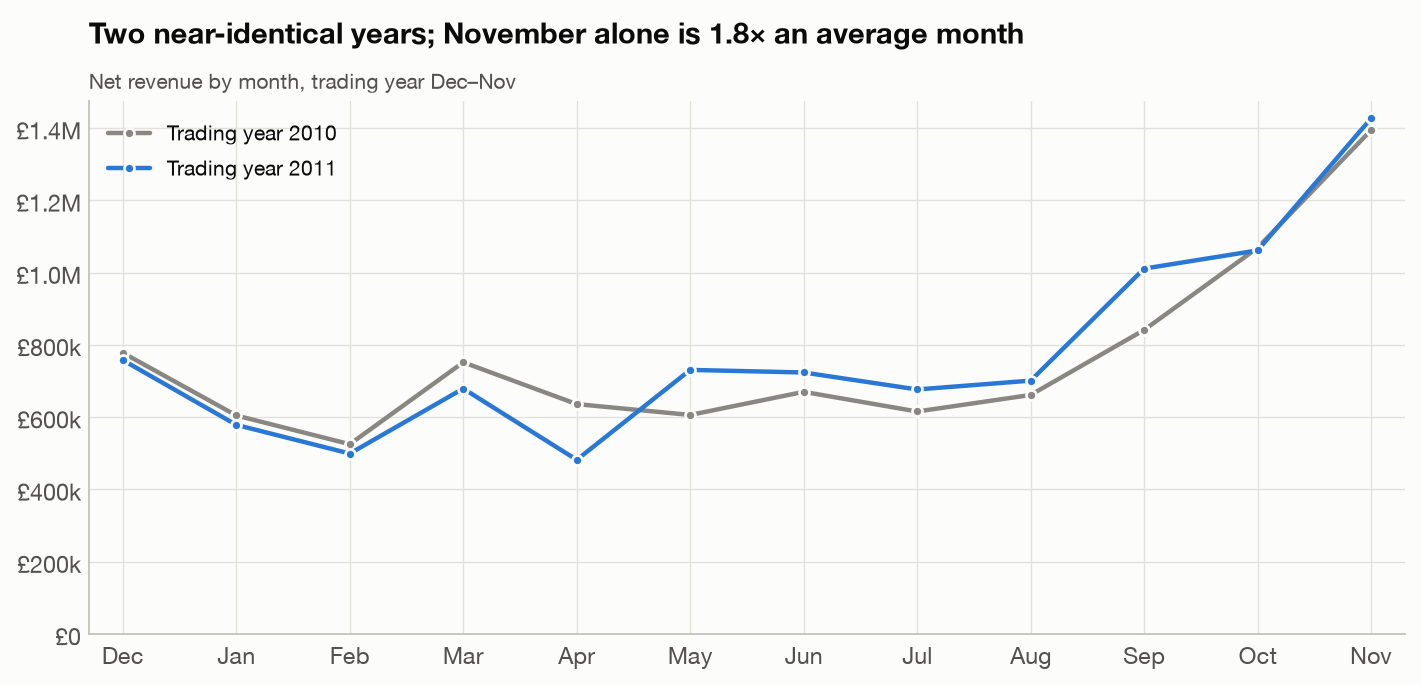 Two near-identical years; November alone is 1.8× an average month
Net revenue by month, trading year Dec–Nov
Trading year 2010
Trading year 2011
£1.4M
£1.2M
£1.0M
£800k
£600k
£400k
£200k
£0
Dec Jan Feb Mar Apr May Jun Jul Aug Sep Oct Nov